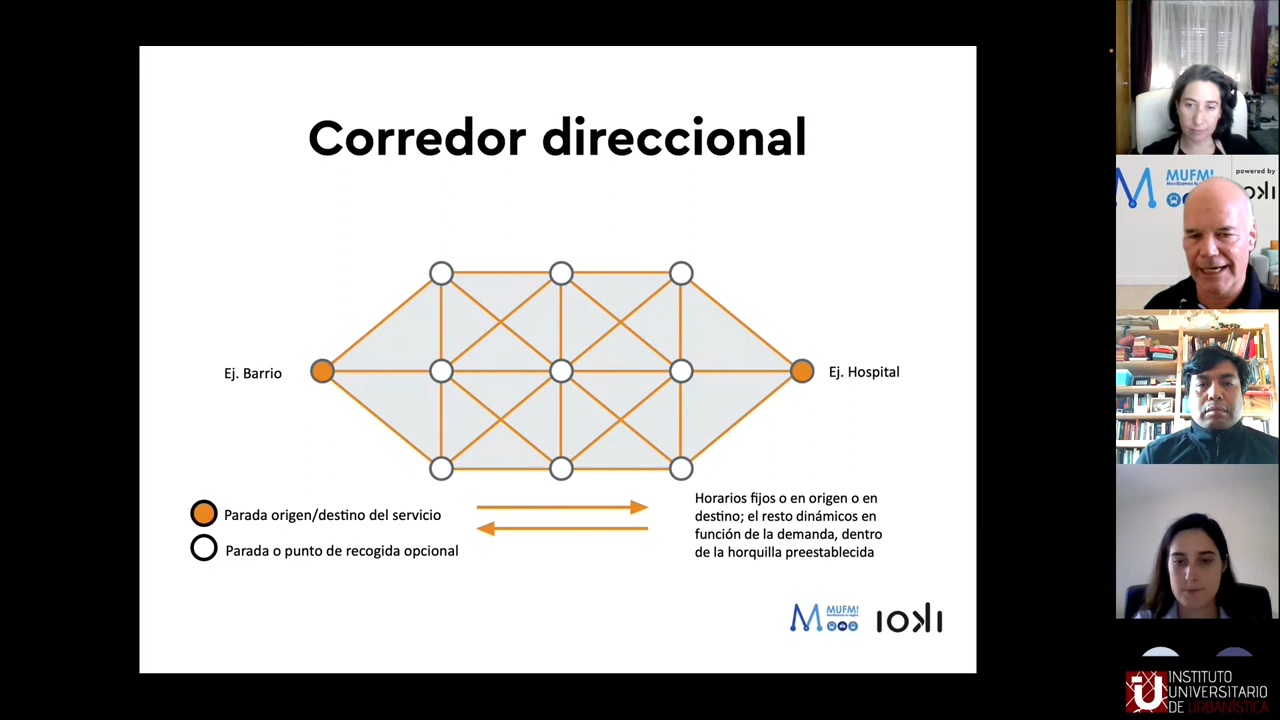 Corredor direccional
Ej. Barrio
Ej. Hospital
Parada origen/destino del servicio
Parada o punto de recogida opcional
Horarios fijos o en origen o en
destino; el resto dinámicos en
función de la demanda, dentro
de la horquilla preestablecida
MUFMI
ioki
MUFMI
powered by
INSTITUTO
UNIVERSITARIO
DE URBANÍSTICA